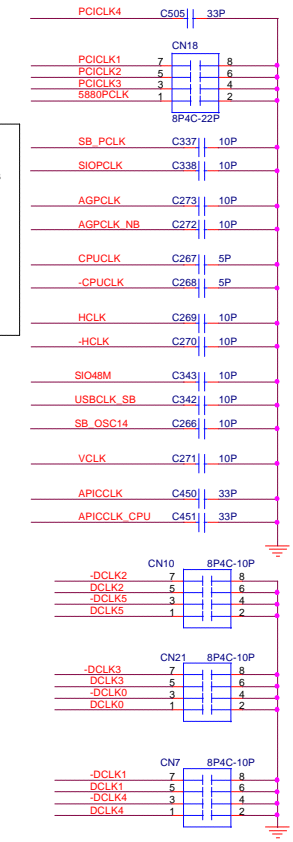 PCICLK4 C505 33P
CN18
PCICLK1 7 8
PCICLK2 5 6
PCICLK3 3 4
5880PCLK 1 2
8P4C-22P
SB_PCLK C337 10P
SIOPCLK C338 10P
AGPCLK C273 10P
AGPCLK_NB C272 10P
CPUCLK C267 5P
-CPUCLK C268 5P
HCLK C269 10P
-HCLK C270 10P
SIO48M C343 10P
USBCLK_SB C342 10P
SB_OSC14 C266 10P
VCLK C271 10P
APICCLK C450 33P
APICCLK_CPU C451 33P
CN10 8P4C-10P
-DCLK2 7 8
DCLK2 5 6
-DCLK5 3 4
DCLK5 1 2
CN21 8P4C-10P
-DCLK3 7 8
DCLK3 5 6
-DCLK0 3 4
DCLK0 1 2
CN7 8P4C-10P
-DCLK1 7 8
DCLK1 5 6
-DCLK4 3 4
DCLK4 1 2